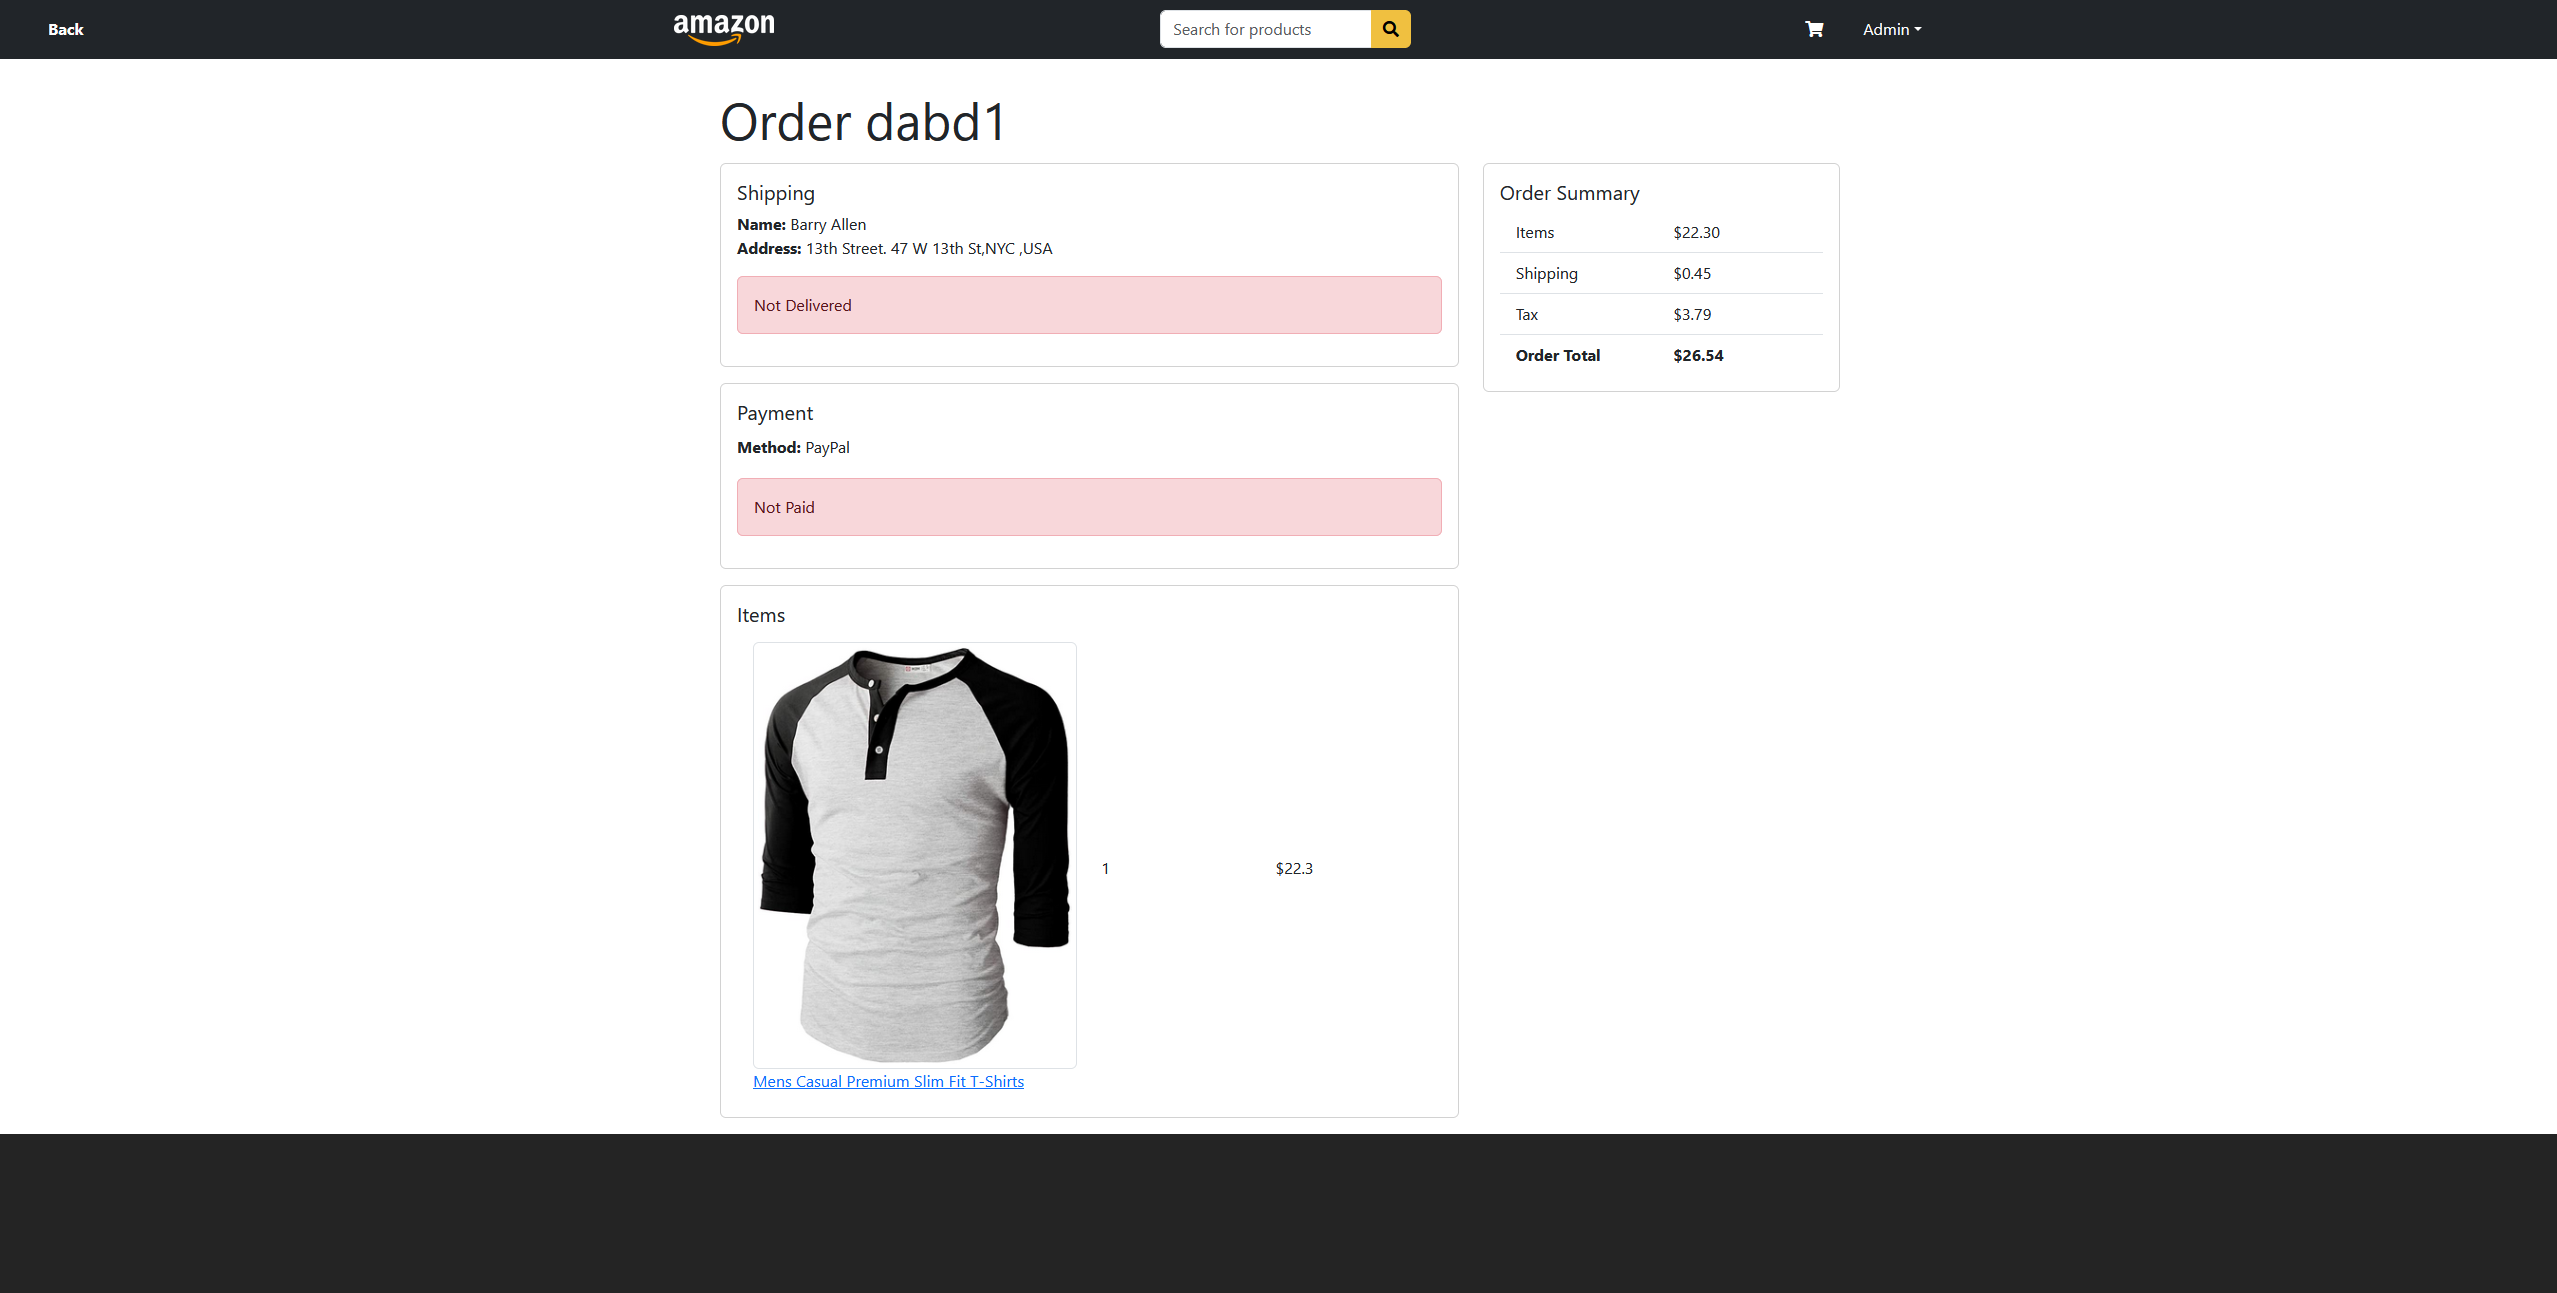 Back
amazon
Search for products
Admin
Order dabd1
Shipping
Name: Barry Allen
Address: 13th Street. 47 W 13th St,NYC ,USA
Not Delivered
Payment
Method: PayPal
Not Paid
Items
1
$22.3
Mens Casual Premium Slim Fit T-Shirts
Order Summary
Items $22.30
Shipping $0.45
Tax $3.79
Order Total $26.54